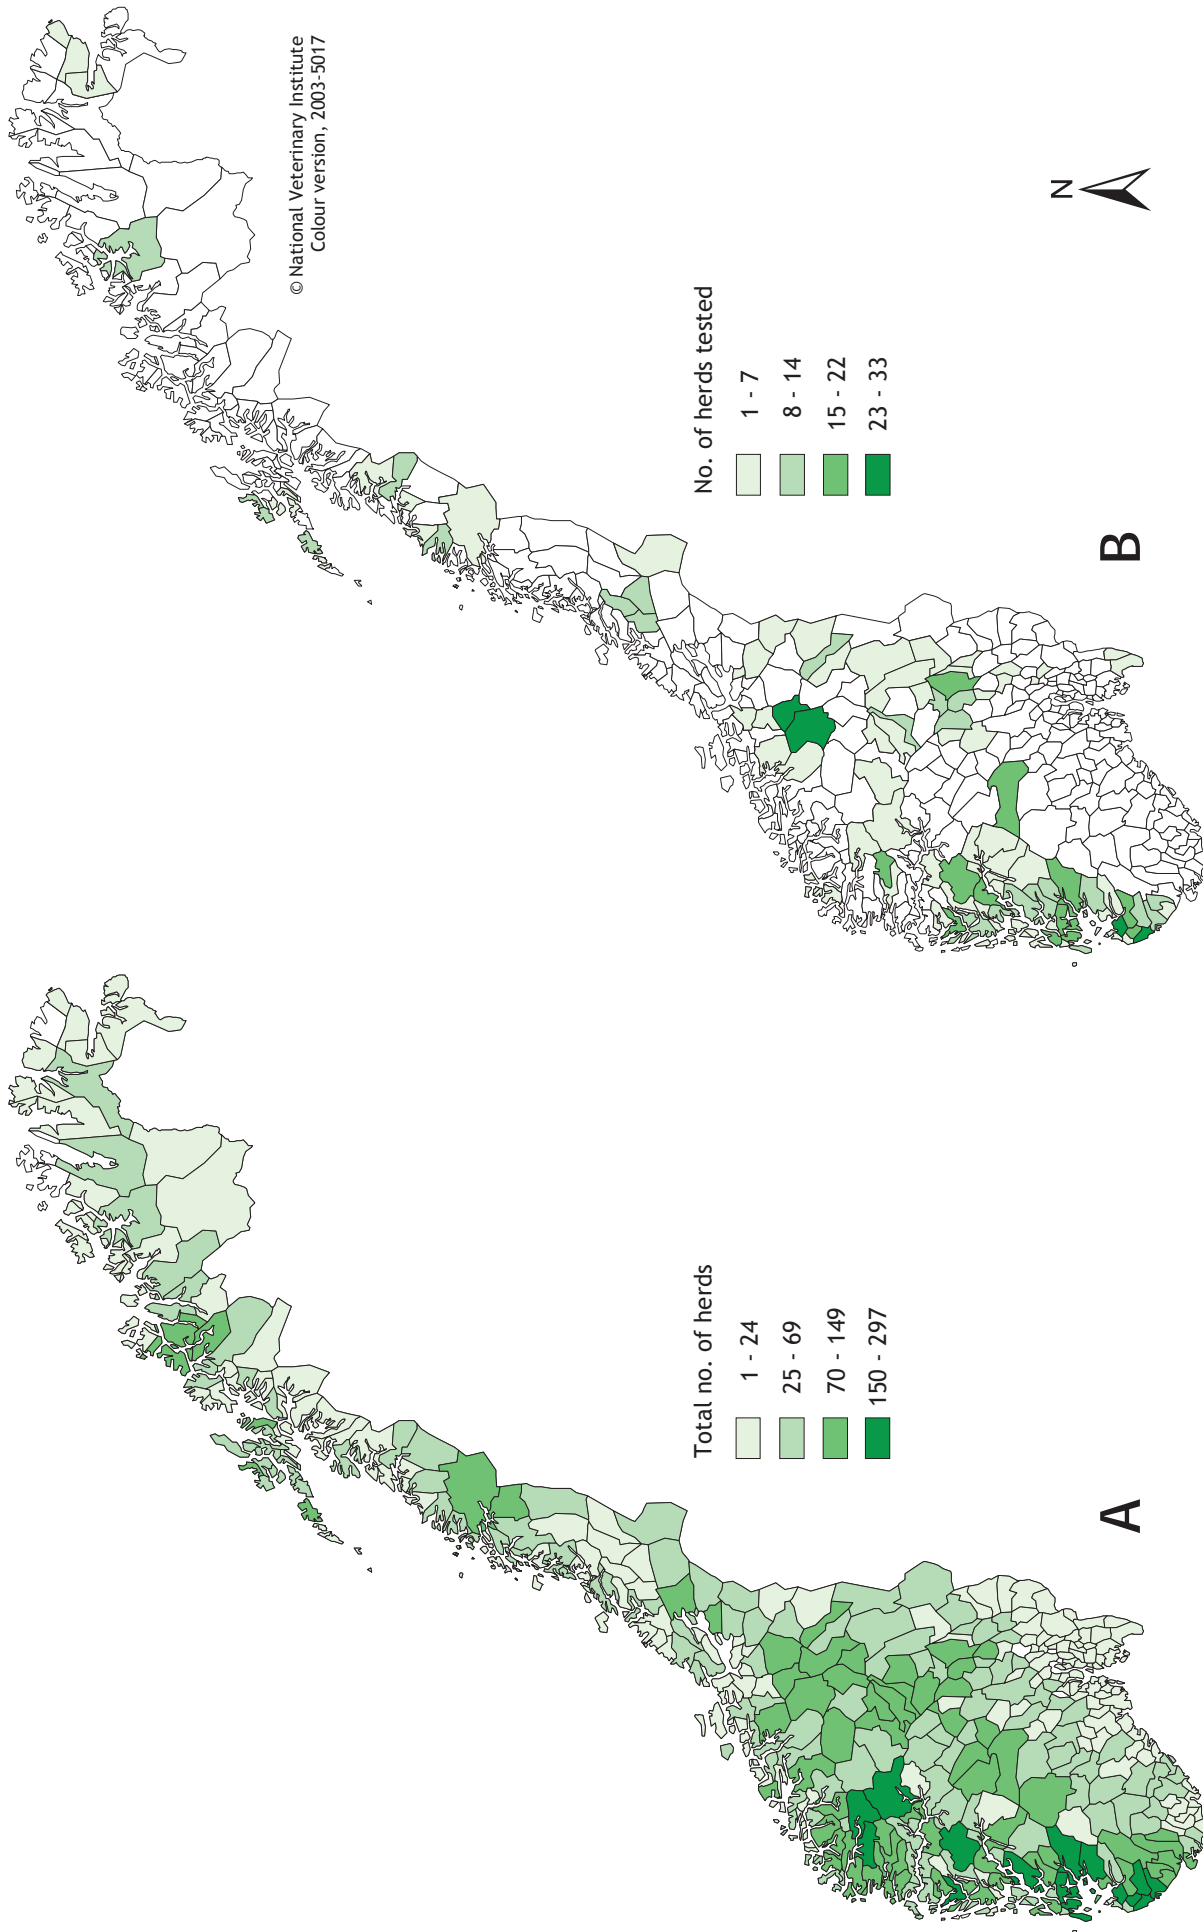 Total no. of herds
1 - 24
25 - 69
70 - 149
150 - 297
A
© National Veterinary Institute
Colour version, 2003-5017
N
No. of herds tested
1 - 7
8 - 14
15 - 22
23 - 33
B